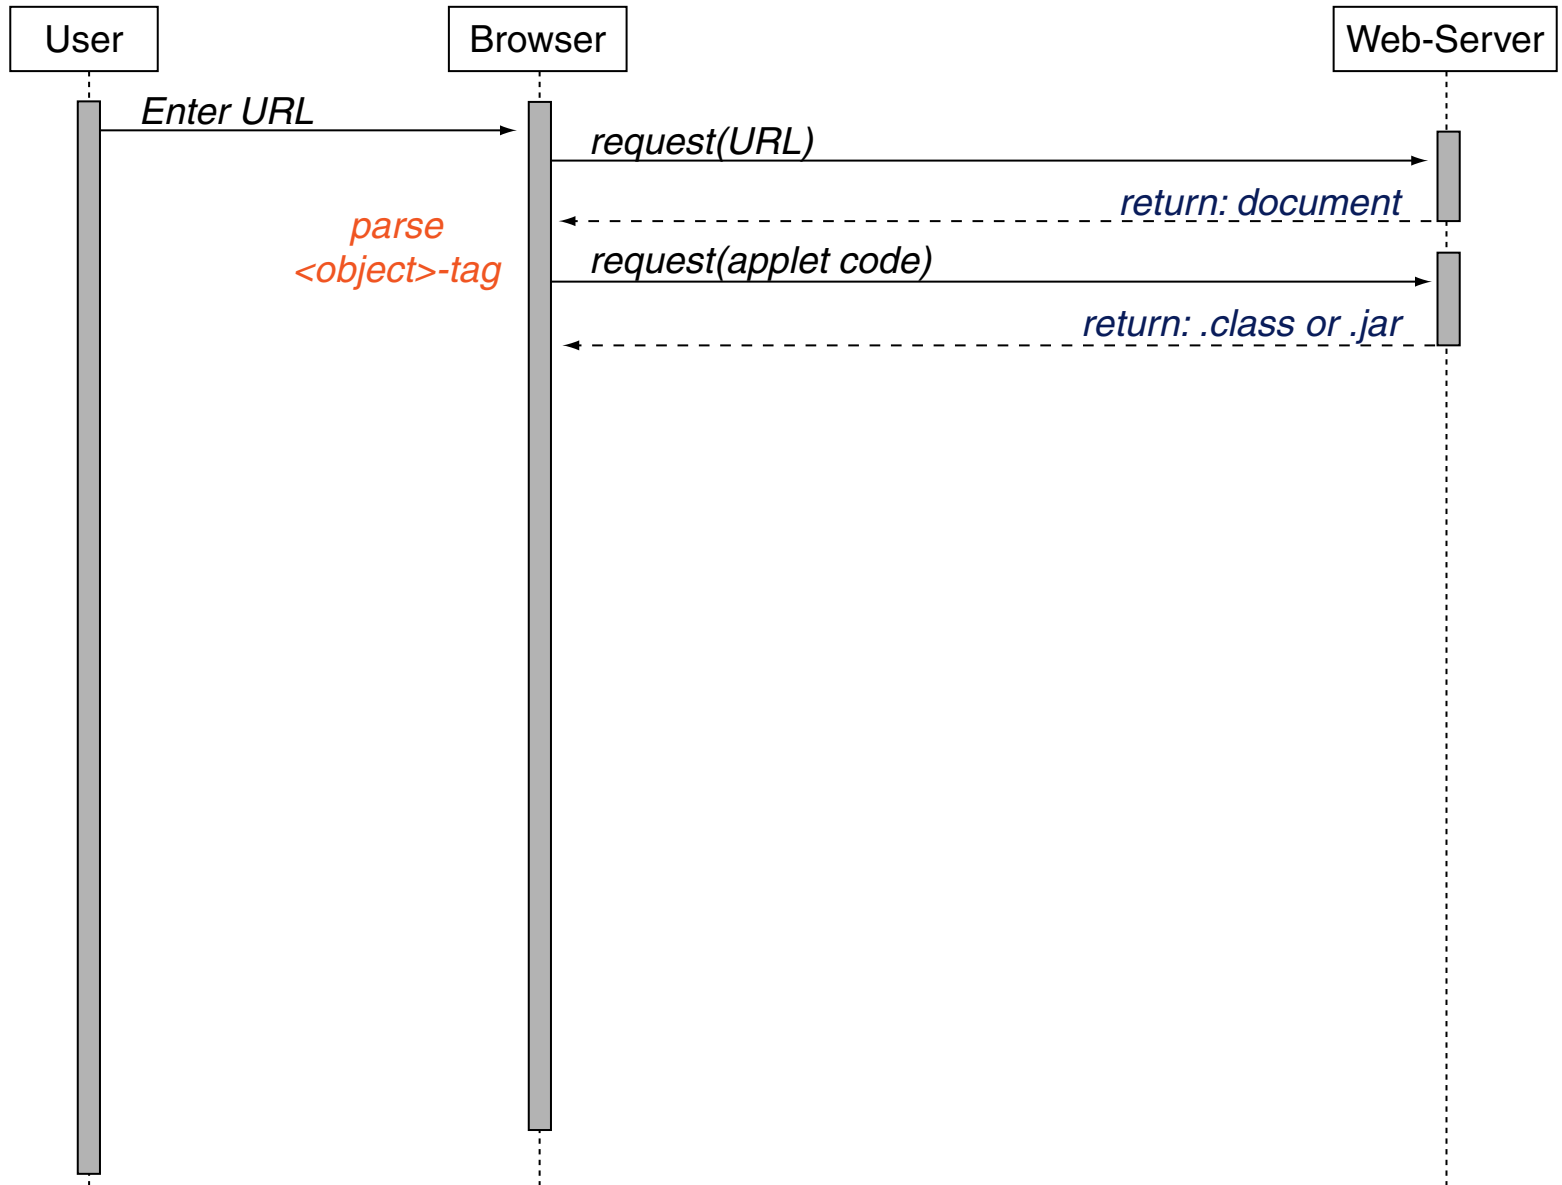 User
Browser
Web-Server
Enter URL
request(URL)
return: document
parse
<object>-tag
request(applet code)
return: .class or .jar